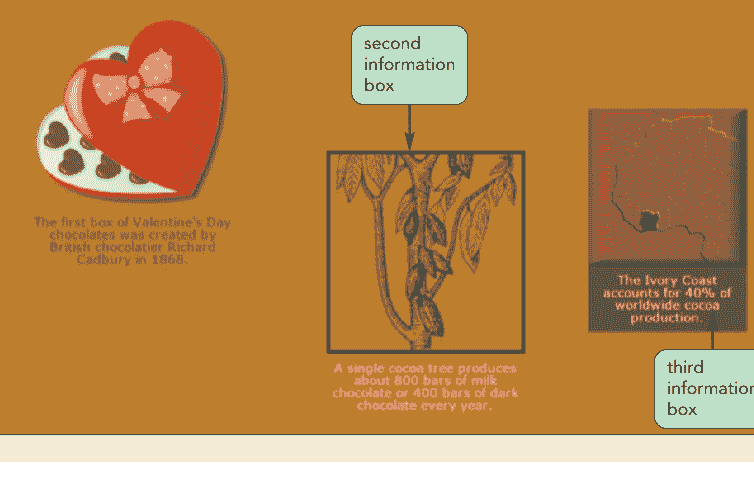 second
information
box
The first box of Valentine's Day
chocolates was created by
British chocolatier Richard
Cadbury in 1868.
The Ivory Coast
accounts for 40% of
worldwide cocoa
production.
A single cocoa tree produces
about 800 bars of milk
chocolate or 400 bars of dark
chocolate every year.
third
information
box